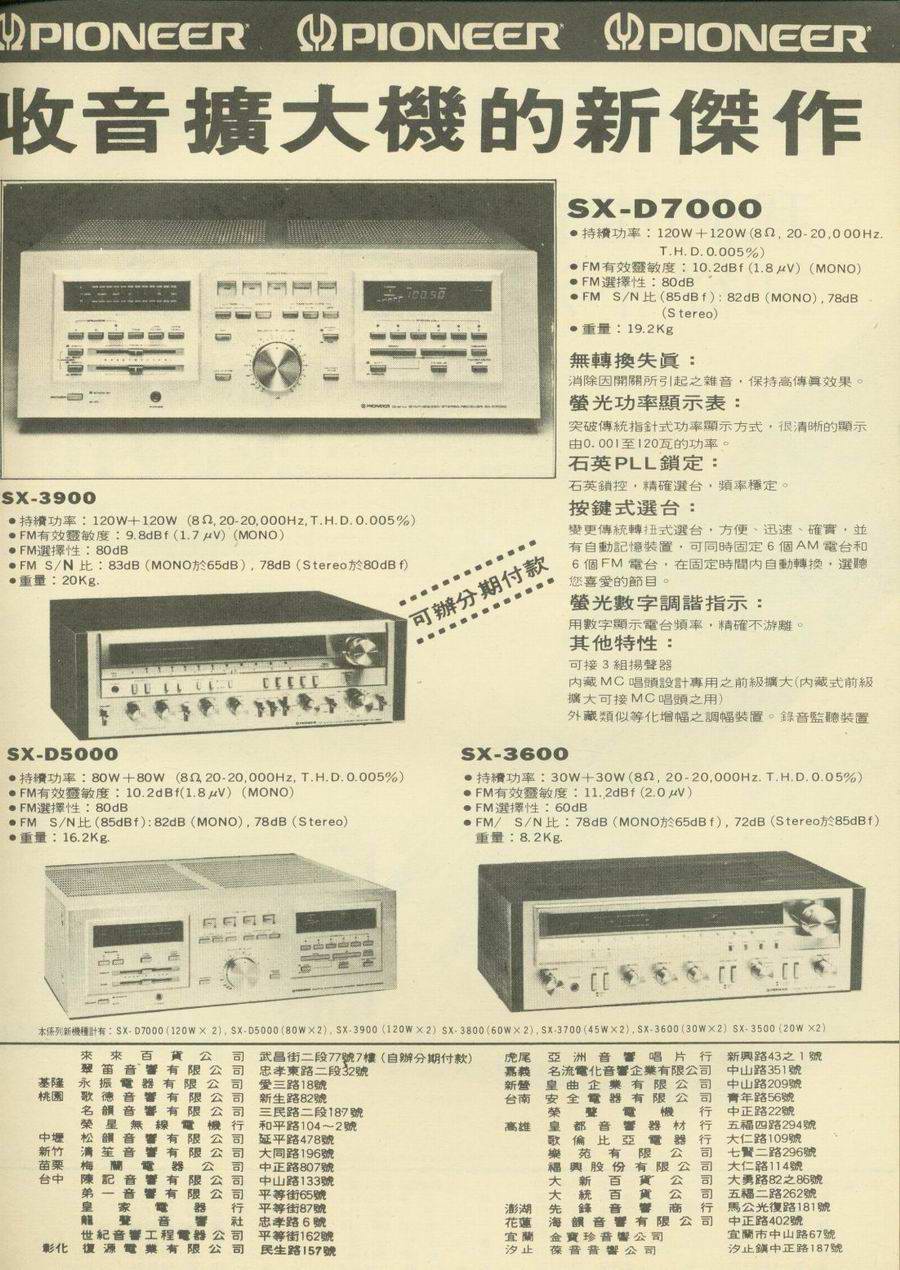 PIONEER PIONEER PIONEER
收音擴大機的新傑作
SX-D7000
●持續功率：120W＋120W(8Ω, 20-20,000Hz.
T.H.D. 0.005%)
●FM有效靈敏度：10.2dBf (1.8μV) (MONO)
●FM選擇性：80dB
●FM S/N比(85dBf)：82dB (MONO), 78dB
(Stereo)
●重量：19.2Kg
無轉換失眞：
消除因開關所引起之雜音，保持高傳眞效果。
螢光功率顯示表：
突破傳統指針式功率顯示方式，很清晰的顯示
由0.001至120瓦的功率。
石英PLL鎖定：
石英鎖控，精確選台，頻率穩定。
按鍵式選台：
變更傳統轉扭式選台，方便、迅速、確實，並
有自動記憶裝置，可同時固定6個AM電台和
6個FM電台，在固定時間內自動轉換，選聽
您喜愛的節目。
螢光數字調諧指示：
用數字顯示電台頻率，精確不游離。
其他特性：
可接3組揚聲器
內藏MC唱頭設計專用之前級擴大(內藏式前級
擴大可接MC唱頭之用)
外藏類似等化增幅之調幅裝置。錄音監聽裝置
SX-3900
●持續功率：120W+120W (8Ω, 20-20,000Hz, T.H.D. 0.005%)
●FM有效靈敏度：9.8dBf (1.7μV) (MONO)
●FM選擇性：80dB
●FM S/N 比：83dB (MONO於65dB), 78dB (Stereo於80dBf)
●重量：20Kg.
可辦分期付款
SX-D5000
●持續功率：80W＋80W (8Ω, 20-20,000Hz, T.H.D. 0.005%)
●FM有效靈敏度：10.2dBf(1.8μV) (MONO)
●FM選擇性：80dB
●FM S/N比(85dBf)：82dB (MONO), 78dB (Stereo)
●重量：16.2Kg.
SX-3600
●持續功率：30W＋30W(8Ω, 20-20,000Hz. T.H.D. 0.05%)
●FM有效靈敏度：11.2dBf (2.0μV)
●FM選擇性：60dB
●FM/ S/N比：78dB (MONO於65dBf), 72dB (Stereo於85dBf)
重量：8.2Kg.
本係列新機種計有：SX-D7000(120W×2), SX-D5000(80W×2), SX-3900(120W×2) SX-3800(60W×2), SX-3700(45W×2), SX-3600(30W×2) SX-3500(20W×2)
來來百貨公司 武昌街二段77號7樓(自辦分期付款)
翠笛音響有限公司 忠孝東路二段32號
基隆 永振電器有限公司 愛三路18號
桃園 歌德音響有限公司 新生路82號
名韻音響有限公司 三民路二段187號
榮星無線電機行 和平路104～2號
中壢 松韻音響有限公司 延平路478號
新竹 清笙音響有限公司 大同路196號
苗栗 梅蘭電器公司 中正路807號
台中 陳記音響有限公司 中山路133號
第一音響有限公司 平等街65號
皇家電器行 平等街87號
龍聲音響社 忠孝路6號
世紀音響工程電器公司 平等街162號
彰化 復源電業有限公司 民生路157號
虎尾 亞洲音響唱片行 新興路43之1號
嘉義 名流電化音響企業有限公司 中山路351號
新營 皇曲企業有限公司 中山路209號
台南 安全電器有限公司 青年路56號
榮聲電機行 中正路22號
高雄 皇都音響器材行 五福四路294號
歌倫比亞電器行 大仁路109號
樂苑有限公司 七賢二路296號
福興股份有限公司 大仁路114號
大新百貨公司 大勇路82之86號
大統百貨公司 五福二路262號
澎湖 先鋒音響商行 馬公光復路181號
花蓮 海韻音響有限公司 中正路402號
宜蘭 金寶珍音響公司 宜蘭市中山路67號
汐止 葆音音響公司 汐止鎮中正路187號